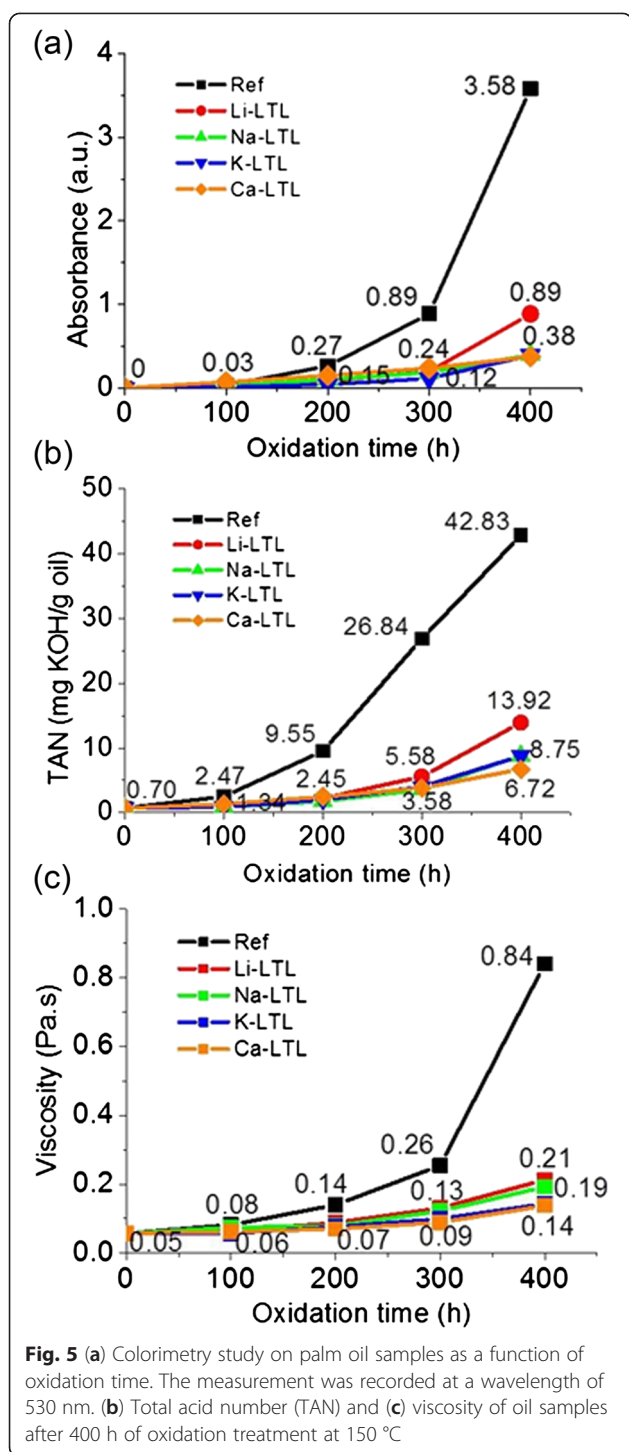 (a)
4
3
2
1
0
Absorbance (a.u.)
Ref
Li-LTL
Na-LTL
K-LTL
Ca-LTL
3.58
0.89
0.89
0.38
0.27
0.24
0.15
0.12
0.03
0
0 100 200 300 400
Oxidation time (h)
(b)
50
40
30
20
10
0
TAN (mg KOH/g oil)
Ref
Li-LTL
Na-LTL
K-LTL
Ca-LTL
42.83
26.84
13.92
9.55
8.75
5.58
6.72
0.70
2.47
2.45
1.34
3.58
0 100 200 300 400
Oxidation time (h)
(c)
1.0
0.8
0.6
0.4
0.2
0.0
Viscosity (Pa.s)
Ref
Li-LTL
Na-LTL
K-LTL
Ca-LTL
0.84
0.26
0.21
0.14
0.13
0.19
0.08
0.05
0.06
0.07
0.09
0.14
0 100 200 300 400
Oxidation time (h)
Fig. 5 (a) Colorimetry study on palm oil samples as a function of
oxidation time. The measurement was recorded at a wavelength of
530 nm. (b) Total acid number (TAN) and (c) viscosity of oil samples
after 400 h of oxidation treatment at 150 °C